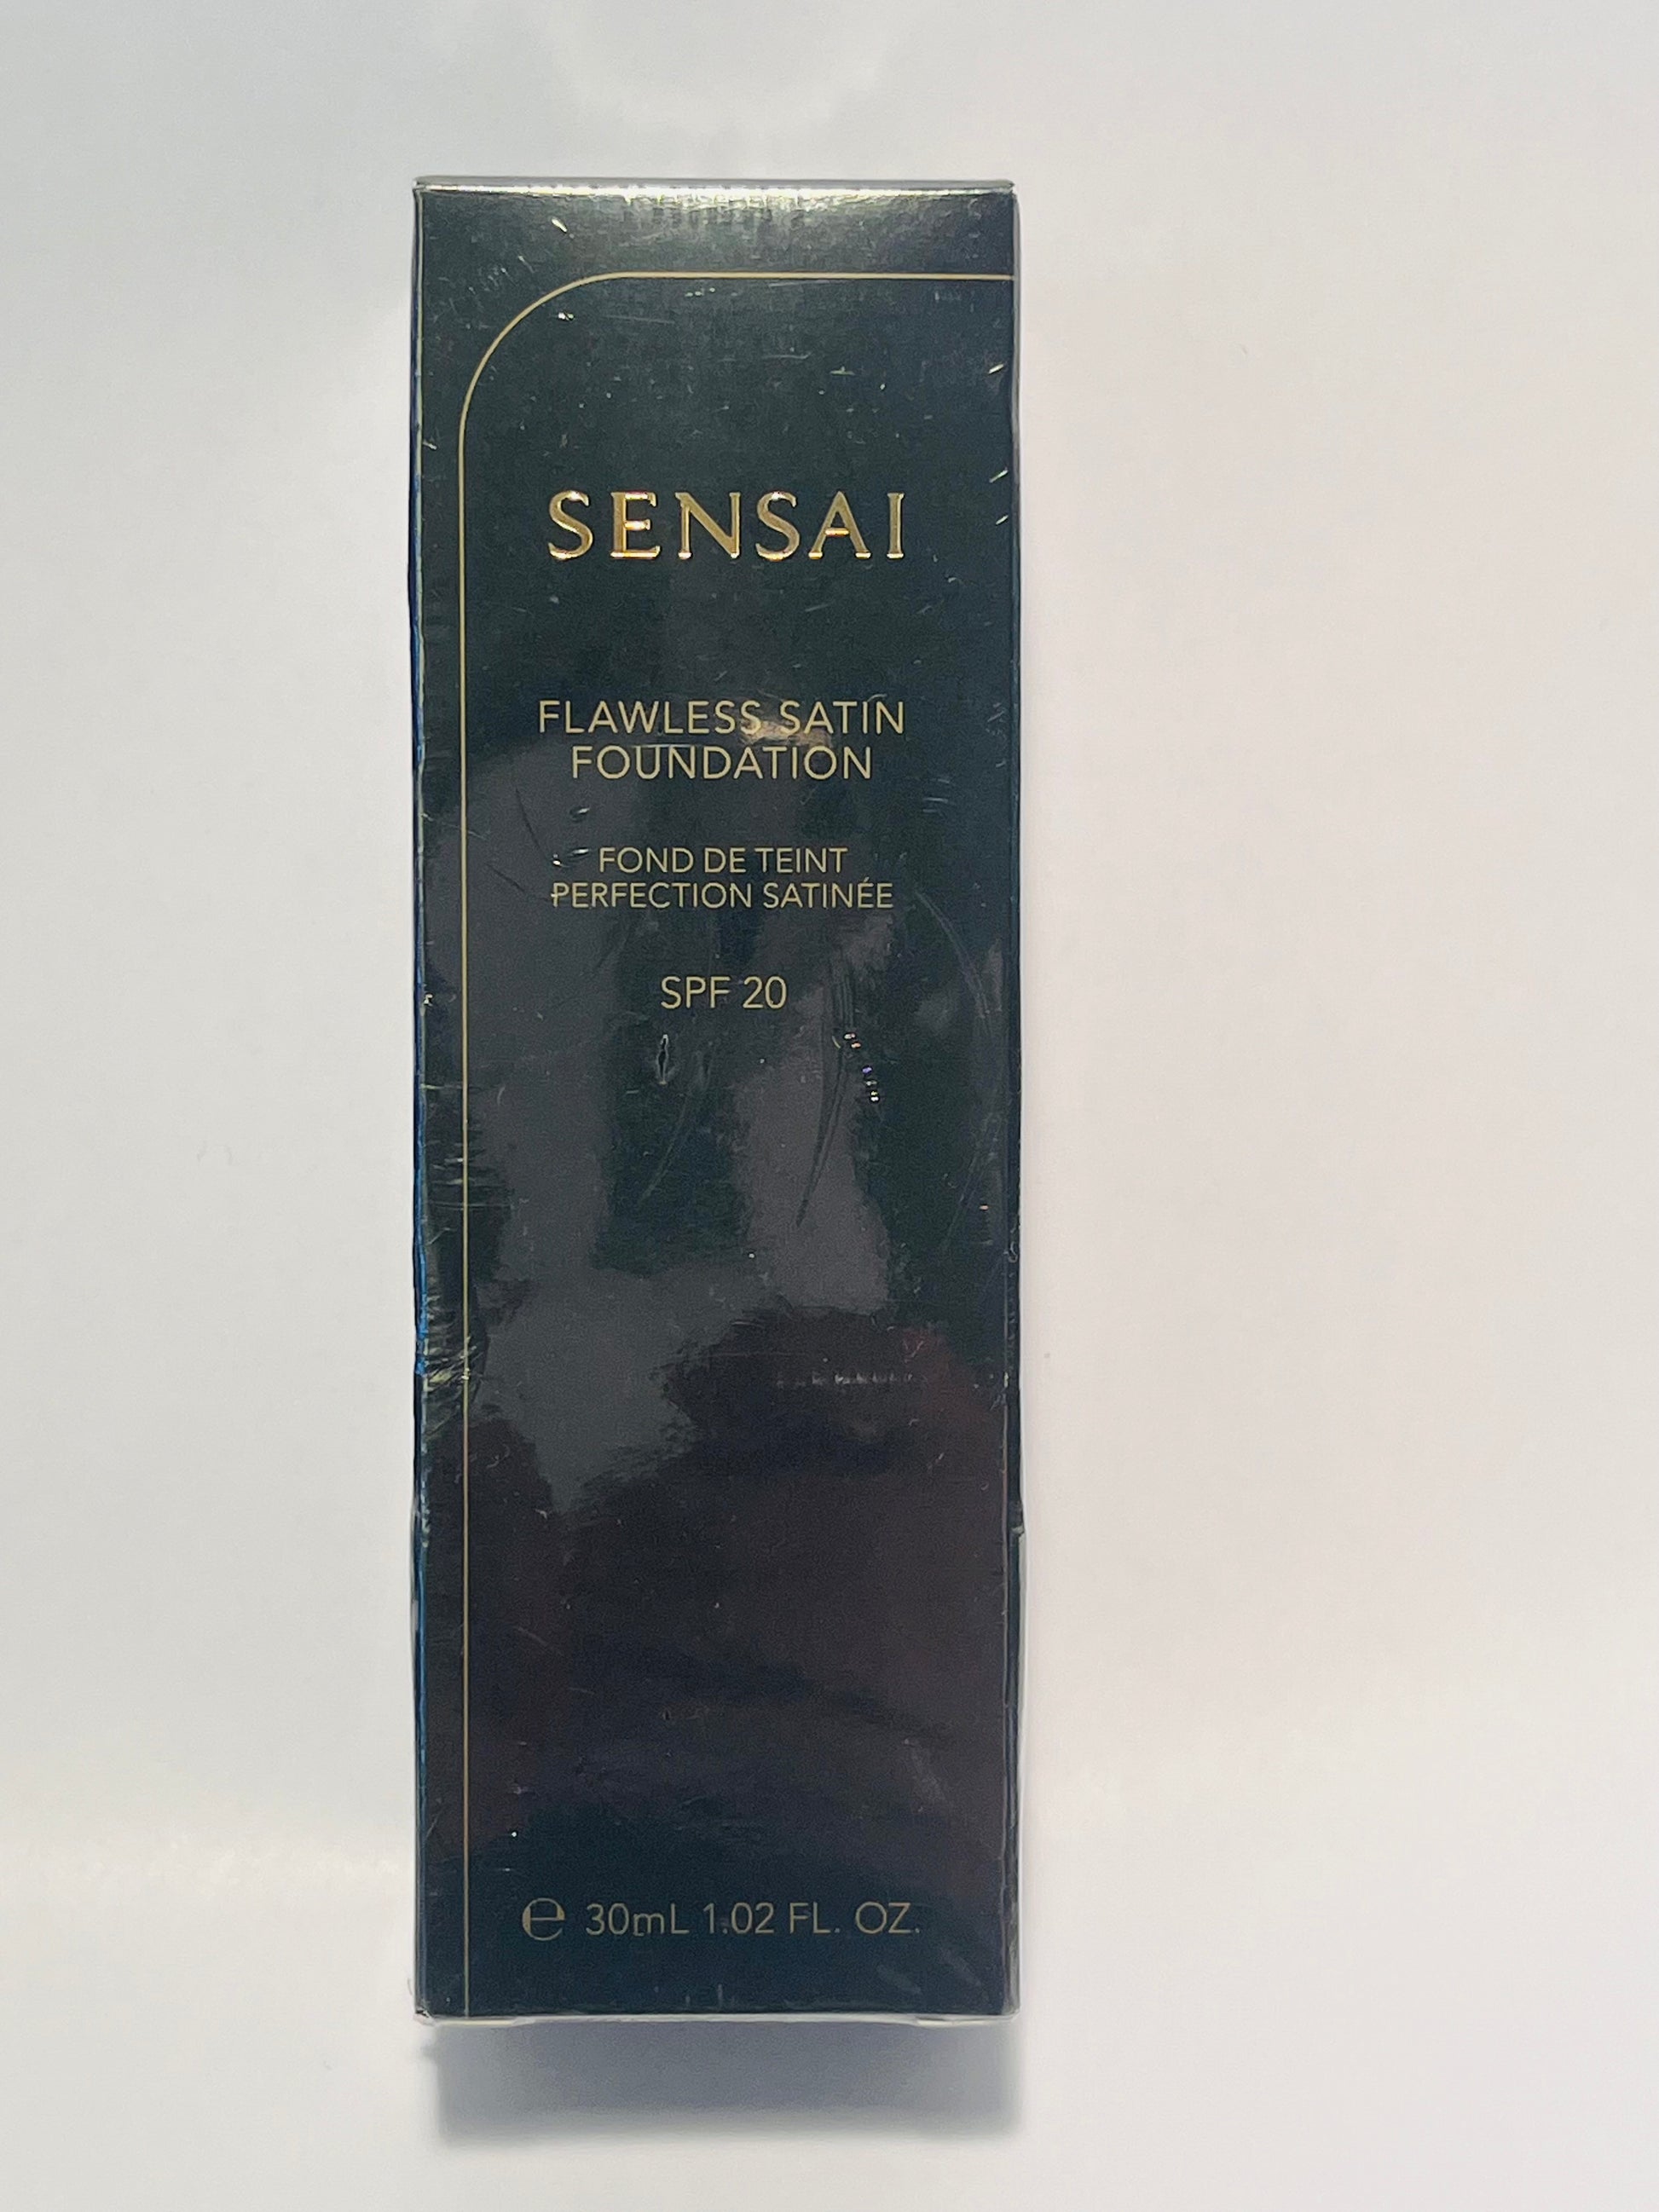 SENSAI
FLAWLESS SATIN
FOUNDATION
FOND DE TEINT
PERFECTION SATINÉE
SPF 20
℮ 30mL 1.02 FL. OZ.